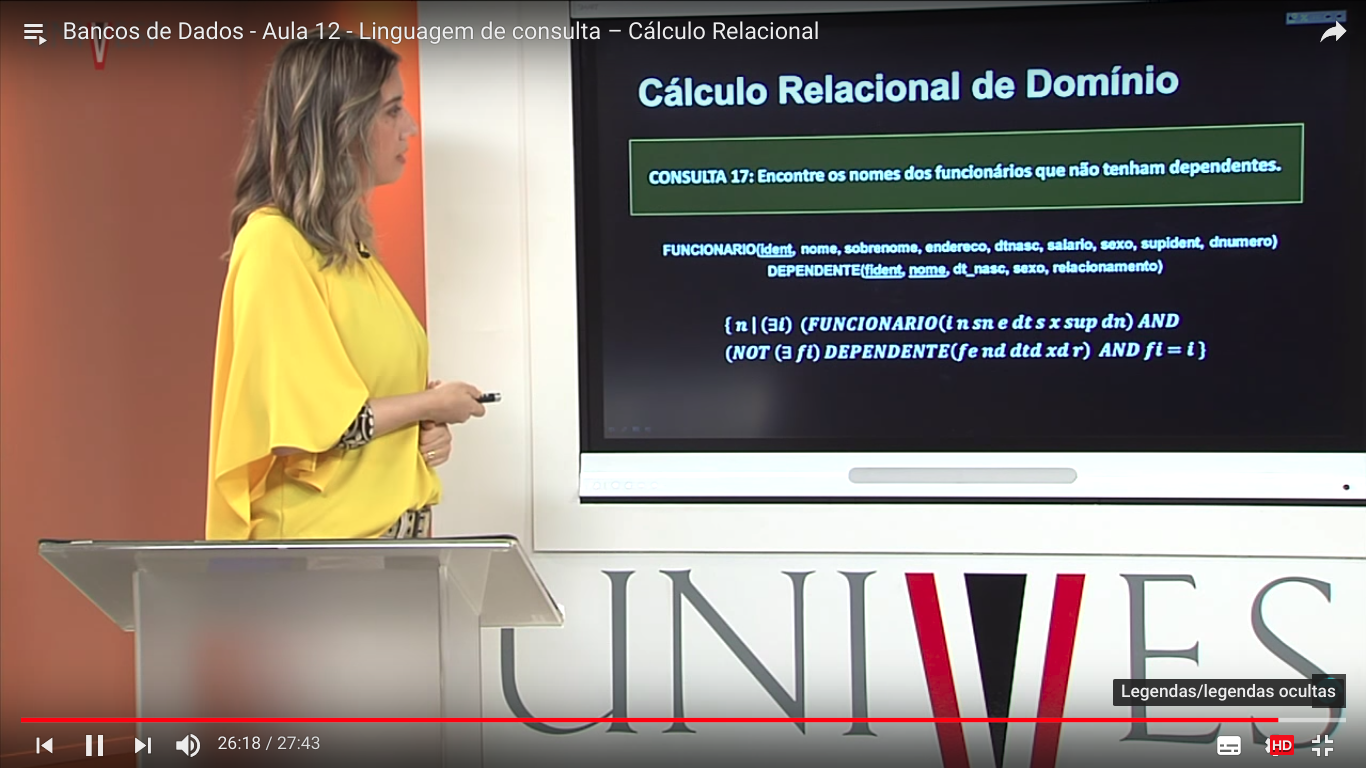 Bancos de Dados - Aula 12 - Linguagem de consulta – Cálculo Relacional
Cálculo Relacional de Domínio
CONSULTA 17: Encontre os nomes dos funcionários que não tenham dependentes.
FUNCIONARIO(ident, nome, sobrenome, endereco, dtnasc, salario, sexo, supident, dnumero)
DEPENDENTE(fident, nome, dt_nasc, sexo, relacionamento)
{ n | (∃i) (FUNCIONARIO(i n sn e dt s x sup dn) AND
(NOT (∃ fi) DEPENDENTE(fe nd dtd xd r) AND fi = i }
UNIVES
Legendas/legendas ocultas
26:18 / 27:43
HD